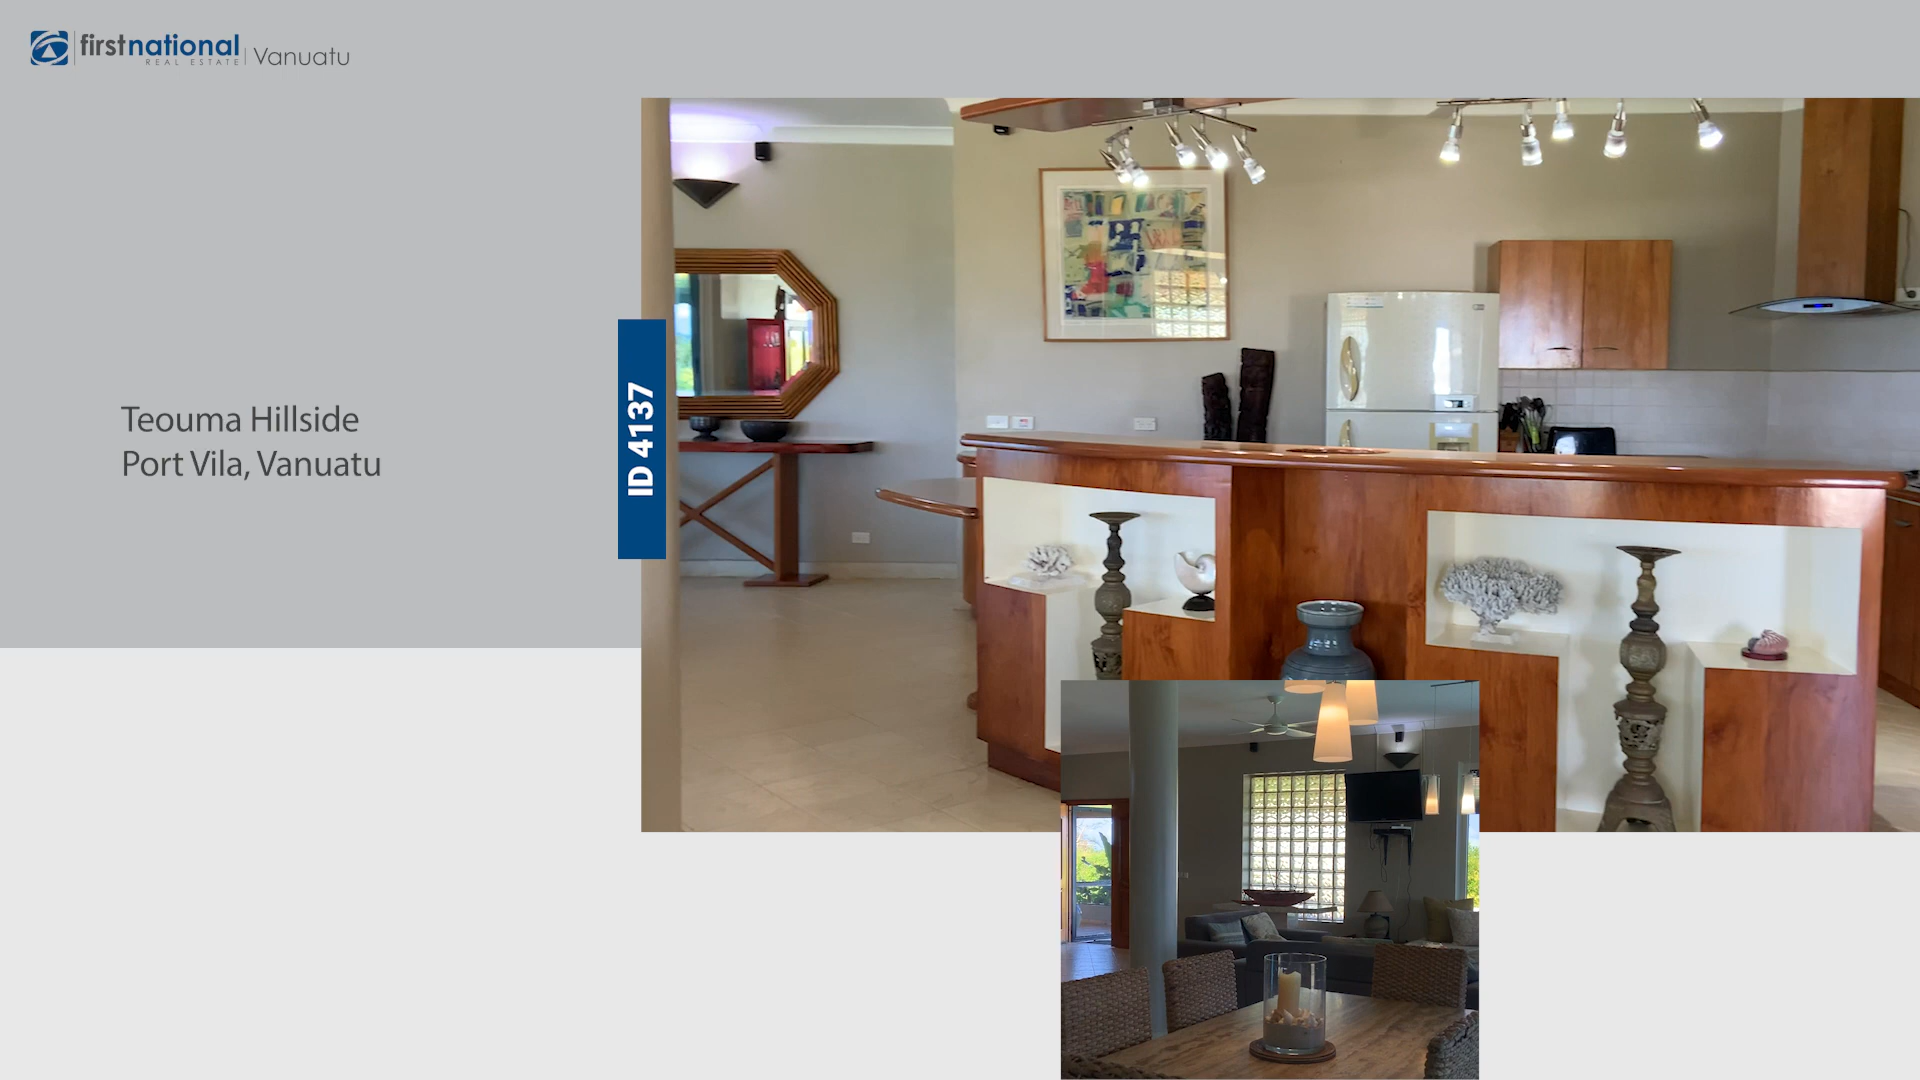 firstnational
REAL ESTATE
Vanuatu
Teouma Hillside
Port Vila, Vanuatu
ID 4137